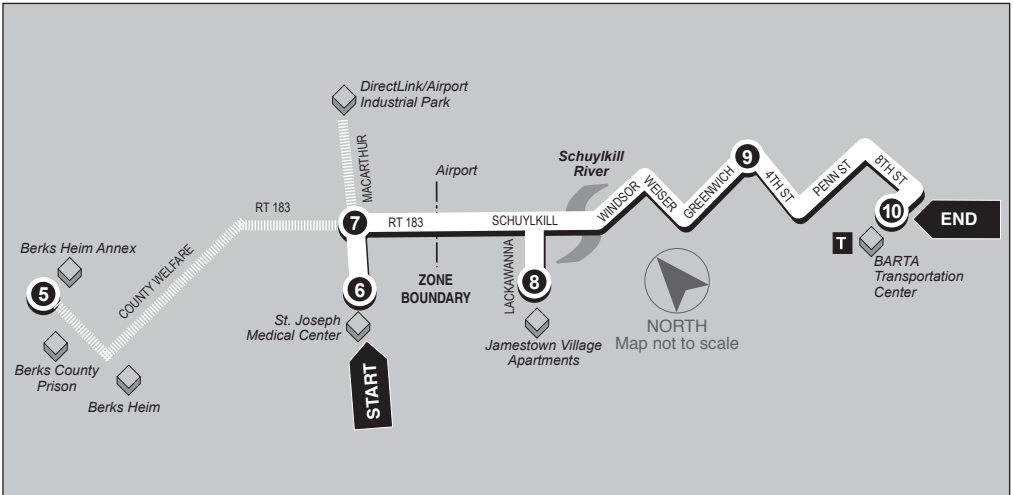 DirectLink/Airport
Industrial Park
MACARTHUR
Airport
Schuylkill
River
RT 183
7
RT 183
SCHUYLKILL
WINDSOR
WEISER
GREENWICH
9
4TH ST
PENN ST
8TH ST
10
END
T
BARTA
Transportation
Center
Berks Heim Annex
5
COUNTY WELFARE
Berks County
Prison
Berks Heim
6
St. Joseph
Medical Center
START
ZONE
BOUNDARY
LACKAWANNA
8
Jamestown Village
Apartments
NORTH
Map not to scale